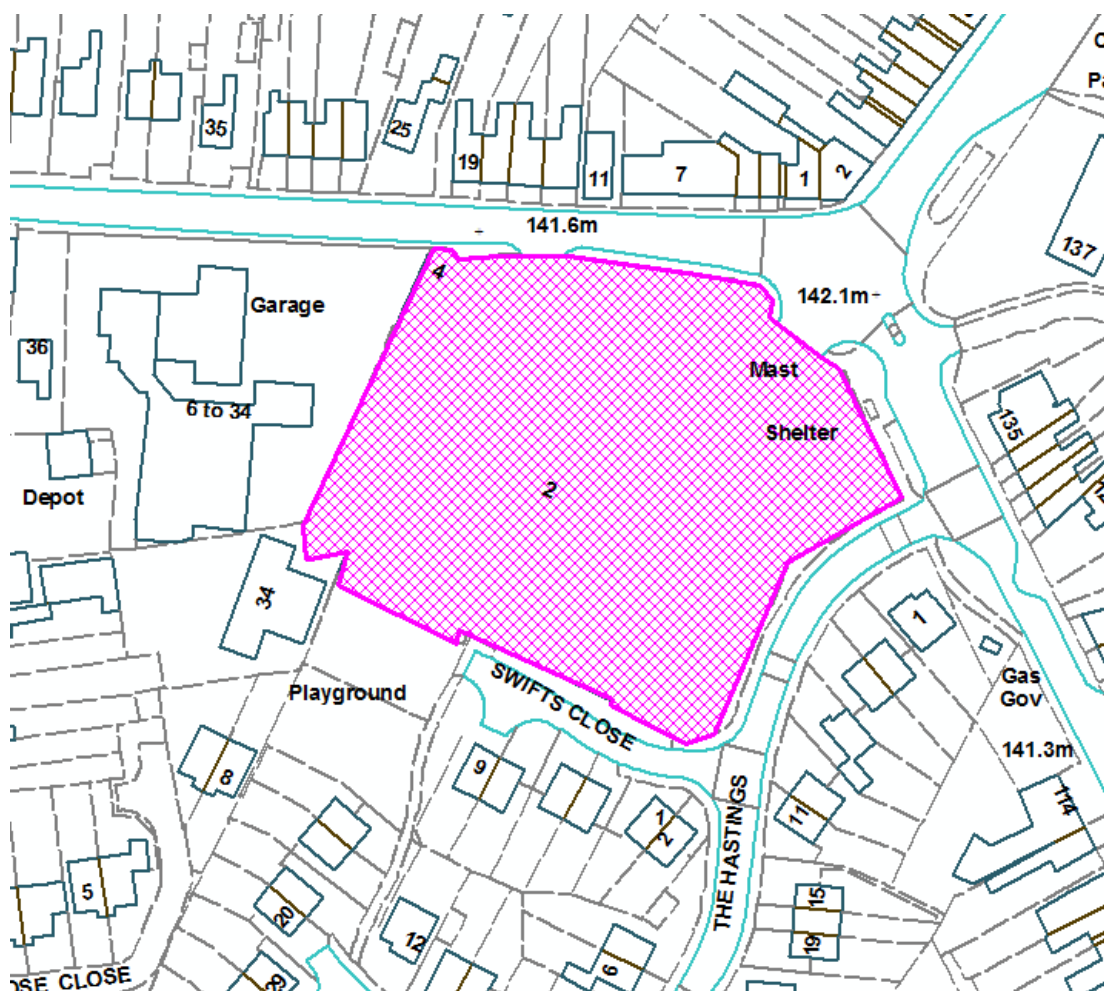 35
25
19
11
7
1
2
137
141.6m
142.1m
4
Garage
36
6 to 34
Mast
Shelter
135
2
Depot
34
1
Gas
Gov
Playground
SWIFTS CLOSE
141.3m
8
9
1
2
11
114
THE HASTINGS
5
20
12
15
19
6
CLOSE